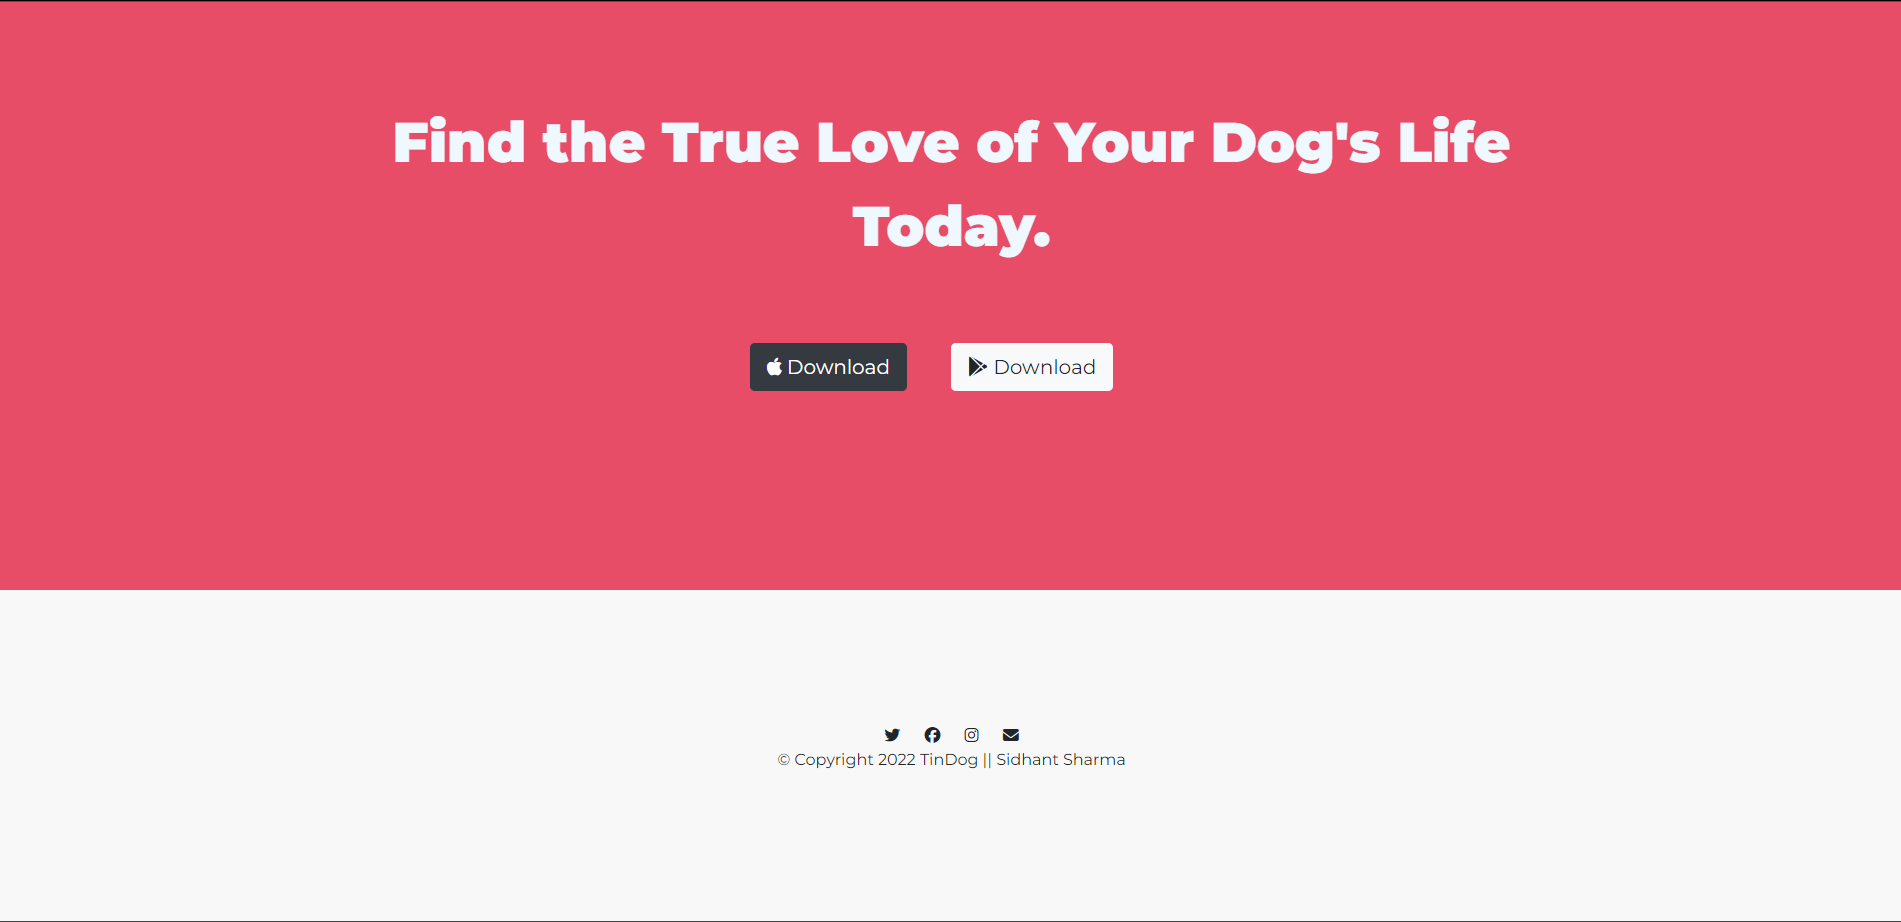 Find the True Love of Your Dog's Life
Today.
Download
Download
© Copyright 2022 TinDog || Sidhant Sharma